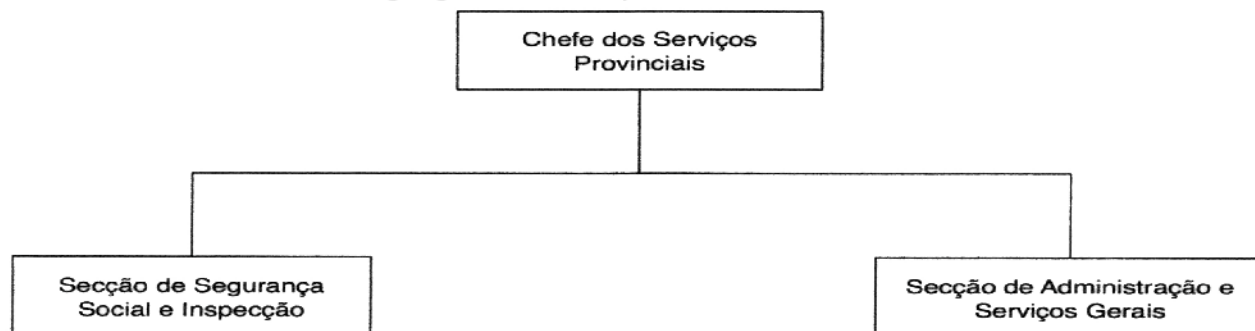 Chefe dos Serviços
Provinciais
Secção de Segurança
Social e Inspecção
Secção de Administração e
Serviços Gerais